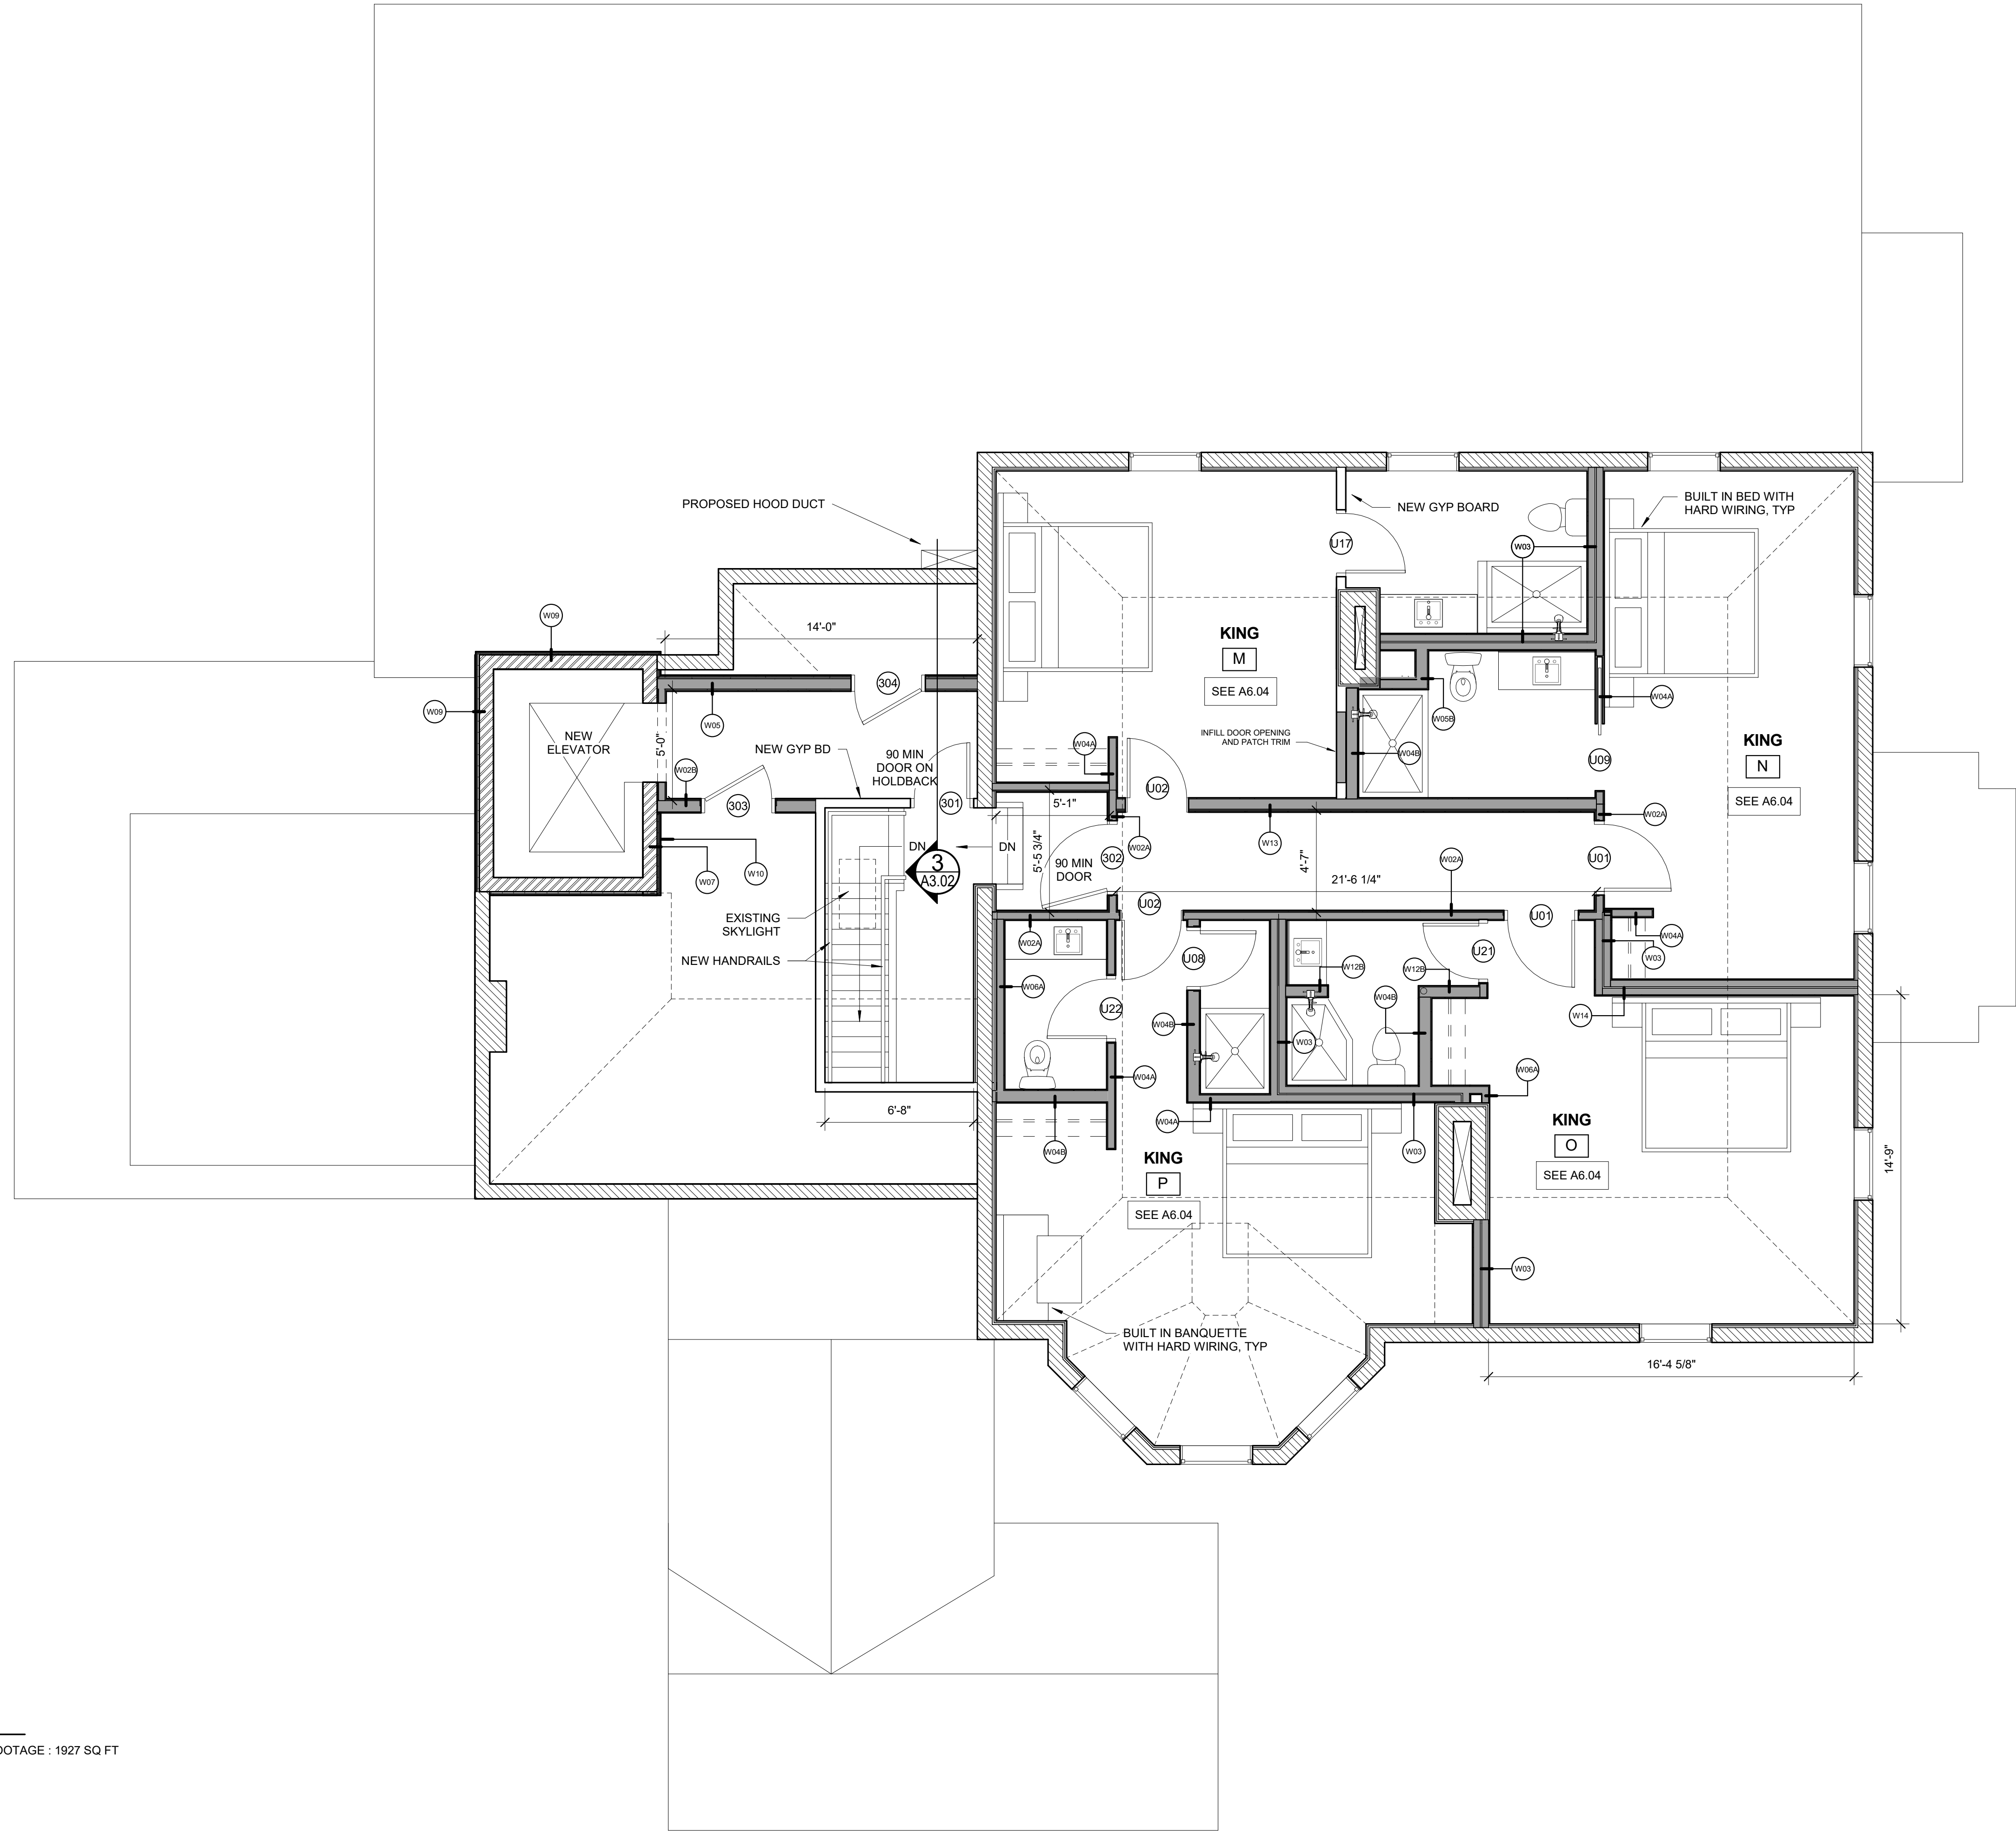 PROPOSED HOOD DUCT
NEW GYP BOARD
BUILT IN BED WITH
HARD WIRING, TYP
U17
W03
W09
14'-0"
KING
M
SEE A6.04
304
W09
W05
5'-0"
NEW
ELEVATOR
NEW GYP BD
90 MIN
DOOR ON
HOLDBACK
W04A
INFILL DOOR OPENING
AND PATCH TRIM
W04B
W05B
W04A
KING
N
SEE A6.04
U09
W02B
303
301
5'-1"
U02
W02A
W13
W02A
DN
DN
3
A3.02
5'-5 3/4"
90 MIN
DOOR
302
W02A
4'-7"
21'-6 1/4"
U01
W07
W10
EXISTING
SKYLIGHT
NEW HANDRAILS
U02
U01
W02A
U08
U21
W04A
W03
W06A
W12B
W12B
W04B
U22
W04B
W03
W14
W04A
W06A
6'-8"
W04A
W04B
W03
KING
P
SEE A6.04
KING
O
SEE A6.04
14'-9"
W03
BUILT IN BANQUETTE
WITH HARD WIRING, TYP
16'-4 5/8"
OOTAGE : 1927 SQ FT